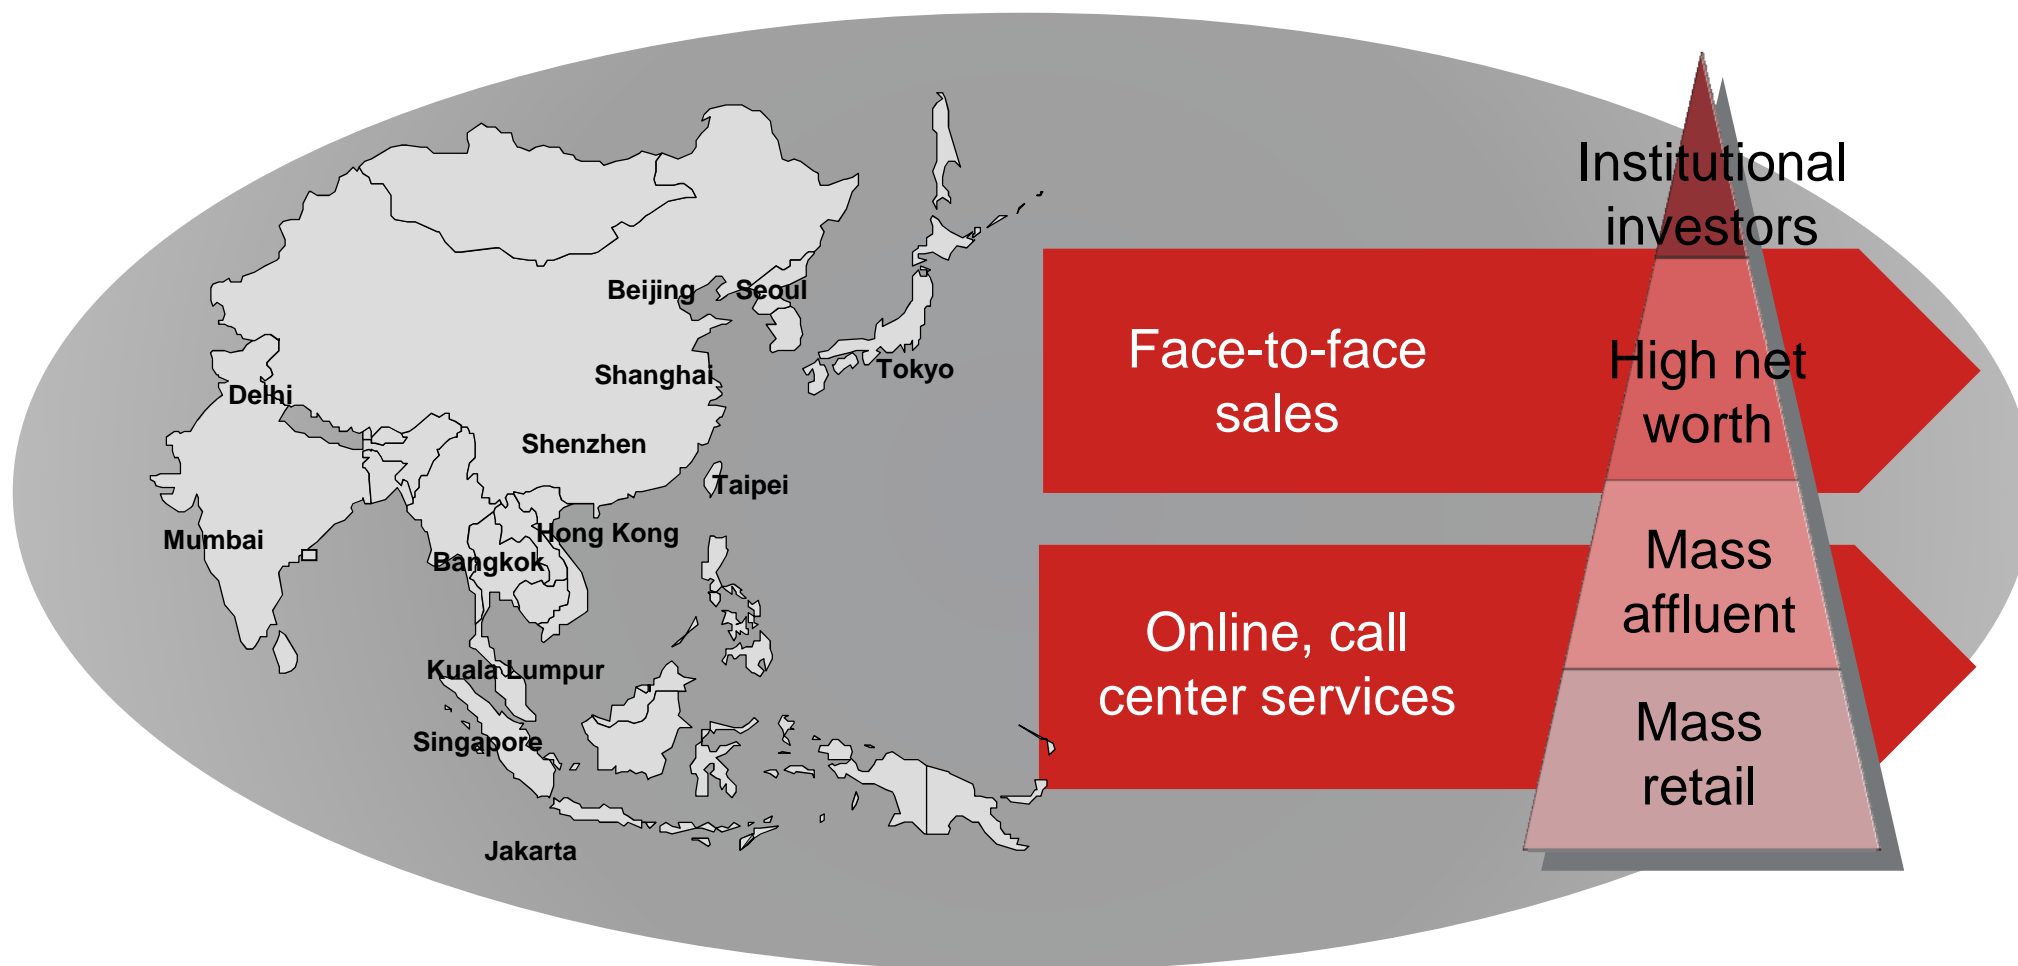 Beijing
Seoul
Shanghai
Tokyo
Delhi
Shenzhen
Taipei
Mumbai
Hong Kong
Bangkok
Kuala Lumpur
Singapore
Jakarta
Face-to-face
sales
Online, call
center services
Institutional
investors
High net
worth
Mass
affluent
Mass
retail